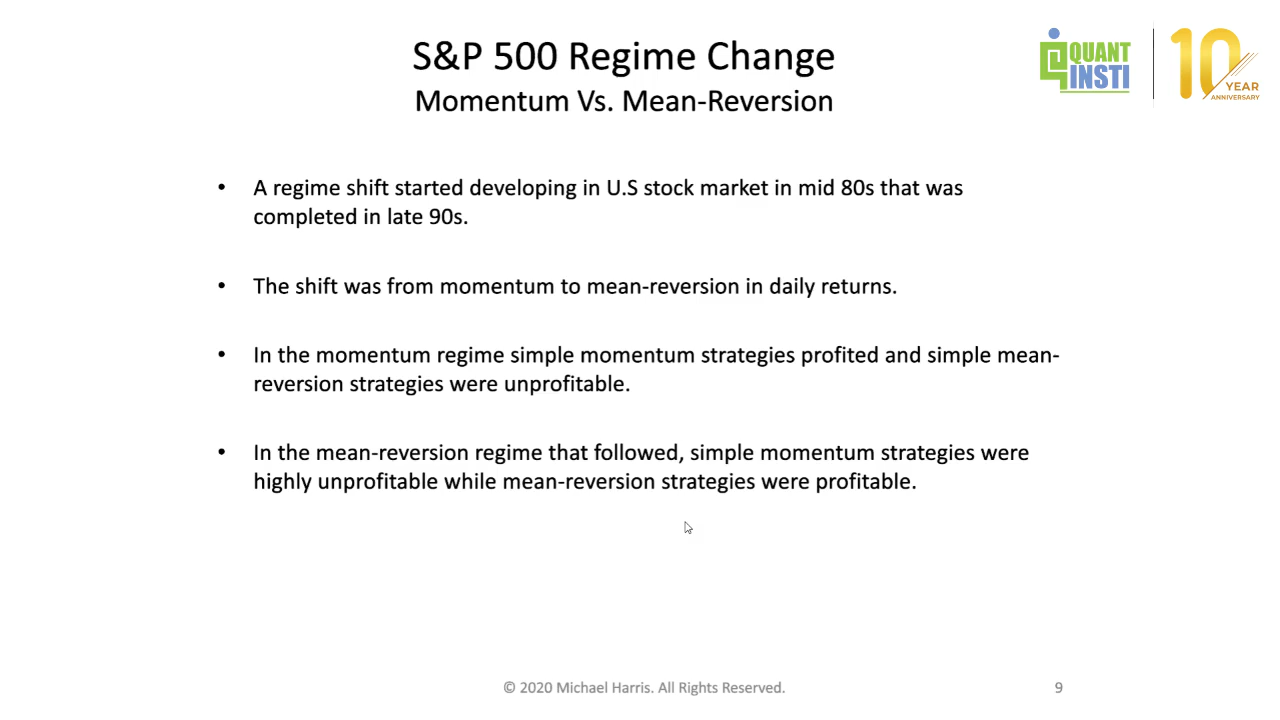 S&P 500 Regime Change
Momentum Vs. Mean-Reversion
QUANT
INSTI
10
YEAR
ANNIVERSARY
• A regime shift started developing in U.S stock market in mid 80s that was
completed in late 90s.
• The shift was from momentum to mean-reversion in daily returns.
• In the momentum regime simple momentum strategies profited and simple mean-
reversion strategies were unprofitable.
• In the mean-reversion regime that followed, simple momentum strategies were
highly unprofitable while mean-reversion strategies were profitable.
© 2020 Michael Harris. All Rights Reserved.
9